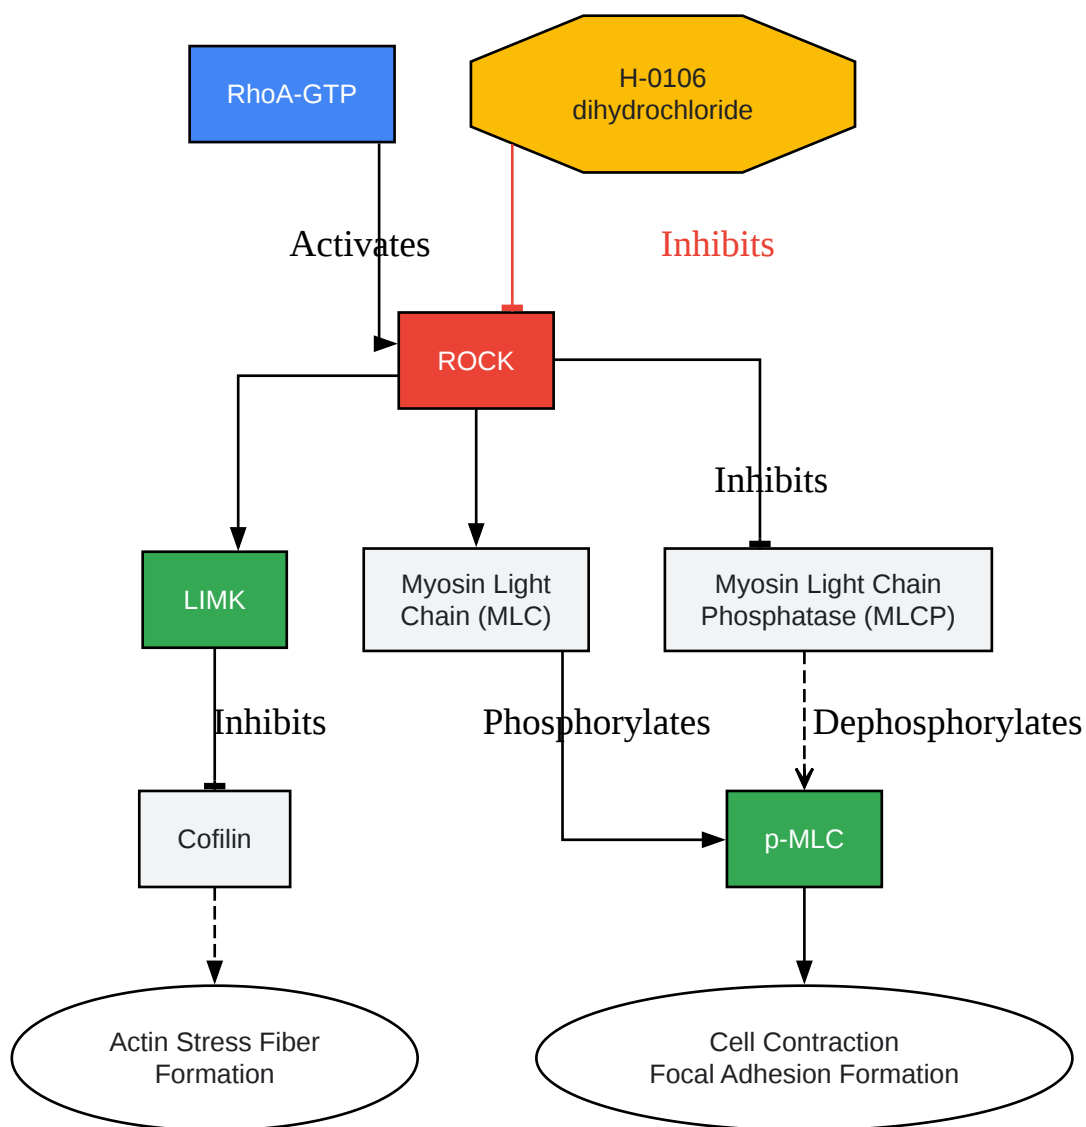 RhoA-GTP
H-0106
dihydrochloride
Activates
Inhibits
ROCK
Inhibits
LIMK
Myosin Light
Chain (MLC)
Myosin Light Chain
Phosphatase (MLCP)
Inhibits
Phosphorylates
Dephosphorylates
Cofilin
p-MLC
Actin Stress Fiber
Formation
Cell Contraction
Focal Adhesion Formation